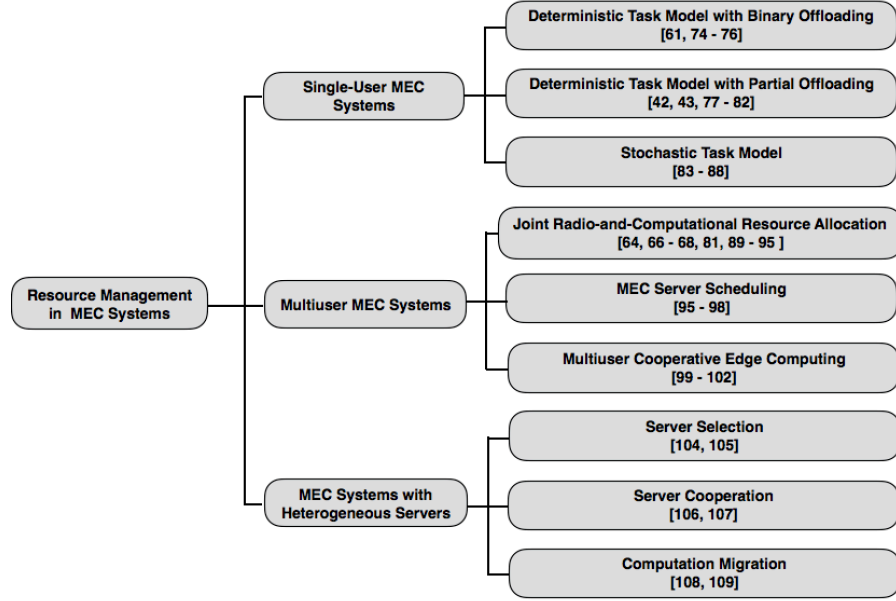 Resource Management
in MEC Systems
Single-User MEC
Systems
Deterministic Task Model with Binary Offloading
[61, 74 - 76]
Deterministic Task Model with Partial Offloading
[42, 43, 77 - 82]
Stochastic Task Model
[83 - 88]
Multiuser MEC Systems
Joint Radio-and-Computational Resource Allocation
[64, 66 - 68, 81, 89 - 95 ]
MEC Server Scheduling
[95 - 98]
Multiuser Cooperative Edge Computing
[99 - 102]
MEC Systems with
Heterogeneous Servers
Server Selection
[104, 105]
Server Cooperation
[106, 107]
Computation Migration
[108, 109]